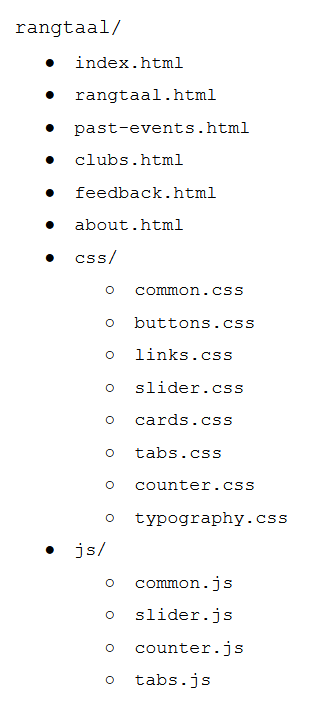 rangtaal/
● index.html
● rangtaal.html
● past-events.html
● clubs.html
● feedback.html
● about.html
● css/
○ common.css
○ buttons.css
○ links.css
○ slider.css
○ cards.css
○ tabs.css
○ counter.css
○ typography.css
● js/
○ common.js
○ slider.js
○ counter.js
○ tabs.js